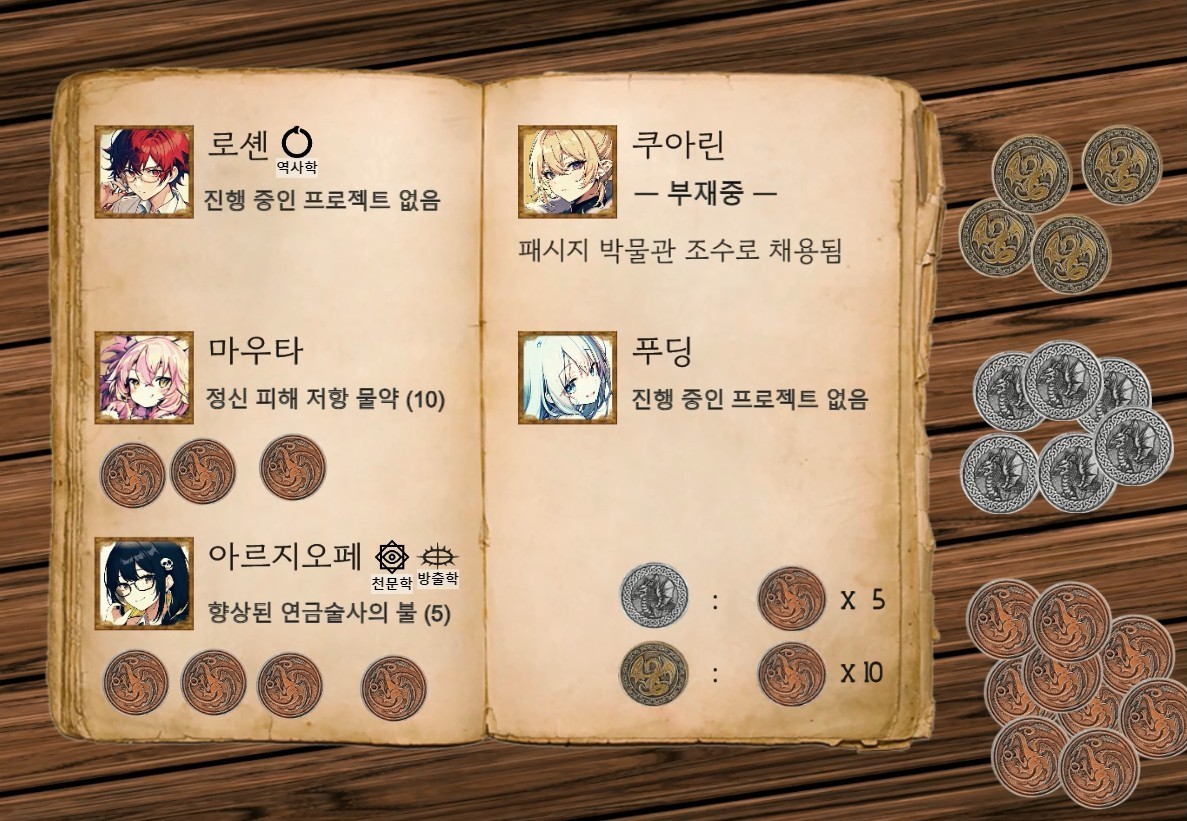 로셴
역사학
진행 중인 프로젝트 없음
마우타
정신 피해 저항 물약 (10)
아르지오페
천문학 방출학
향상된 연금술사의 불 (5)
쿠아린
— 부재중 —
패시지 박물관 조수로 채용됨
푸딩
진행 중인 프로젝트 없음
: X 5
: X 10